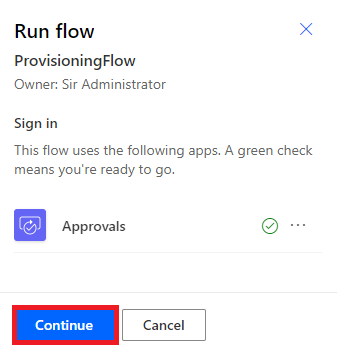 Run flow
ProvisioningFlow
Owner: Sir Administrator
Sign in
This flow uses the following apps. A green check
means you're ready to go.
Approvals
Continue
Cancel